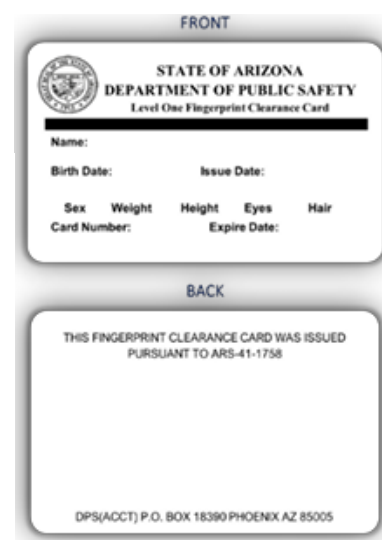 FRONT
STATE OF ARIZONA
DEPARTMENT OF PUBLIC SAFETY
Level One Fingerprint Clearance Card
Name:
Birth Date: Issue Date:
Sex Weight Height Eyes Hair
Card Number: Expire Date:
BACK
THIS FINGERPRINT CLEARANCE CARD WAS ISSUED
PURSUANT TO ARS-41-1758
DPS(ACCT) P.O. BOX 18390 PHOENIX AZ 85005